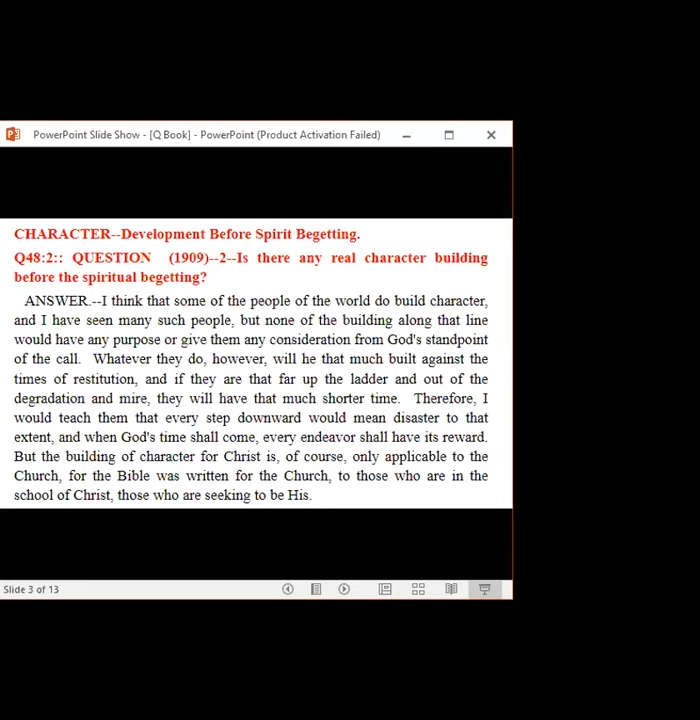 PowerPoint Slide Show - [Q Book] - PowerPoint (Product Activation Failed)
CHARACTER--Development Before Spirit Begetting.
Q48:2:: QUESTION (1909)--2--Is there any real character building
before the spiritual begetting?
ANSWER.--I think that some of the people of the world do build character,
and I have seen many such people, but none of the building along that line
would have any purpose or give them any consideration from God's standpoint
of the call. Whatever they do, however, will he that much built against the
times of restitution, and if they are that far up the ladder and out of the
degradation and mire, they will have that much shorter time. Therefore, I
would teach them that every step downward would mean disaster to that
extent, and when God's time shall come, every endeavor shall have its reward.
But the building of character for Christ is, of course, only applicable to the
Church, for the Bible was written for the Church, to those who are in the
school of Christ, those who are seeking to be His.
Slide 3 of 13